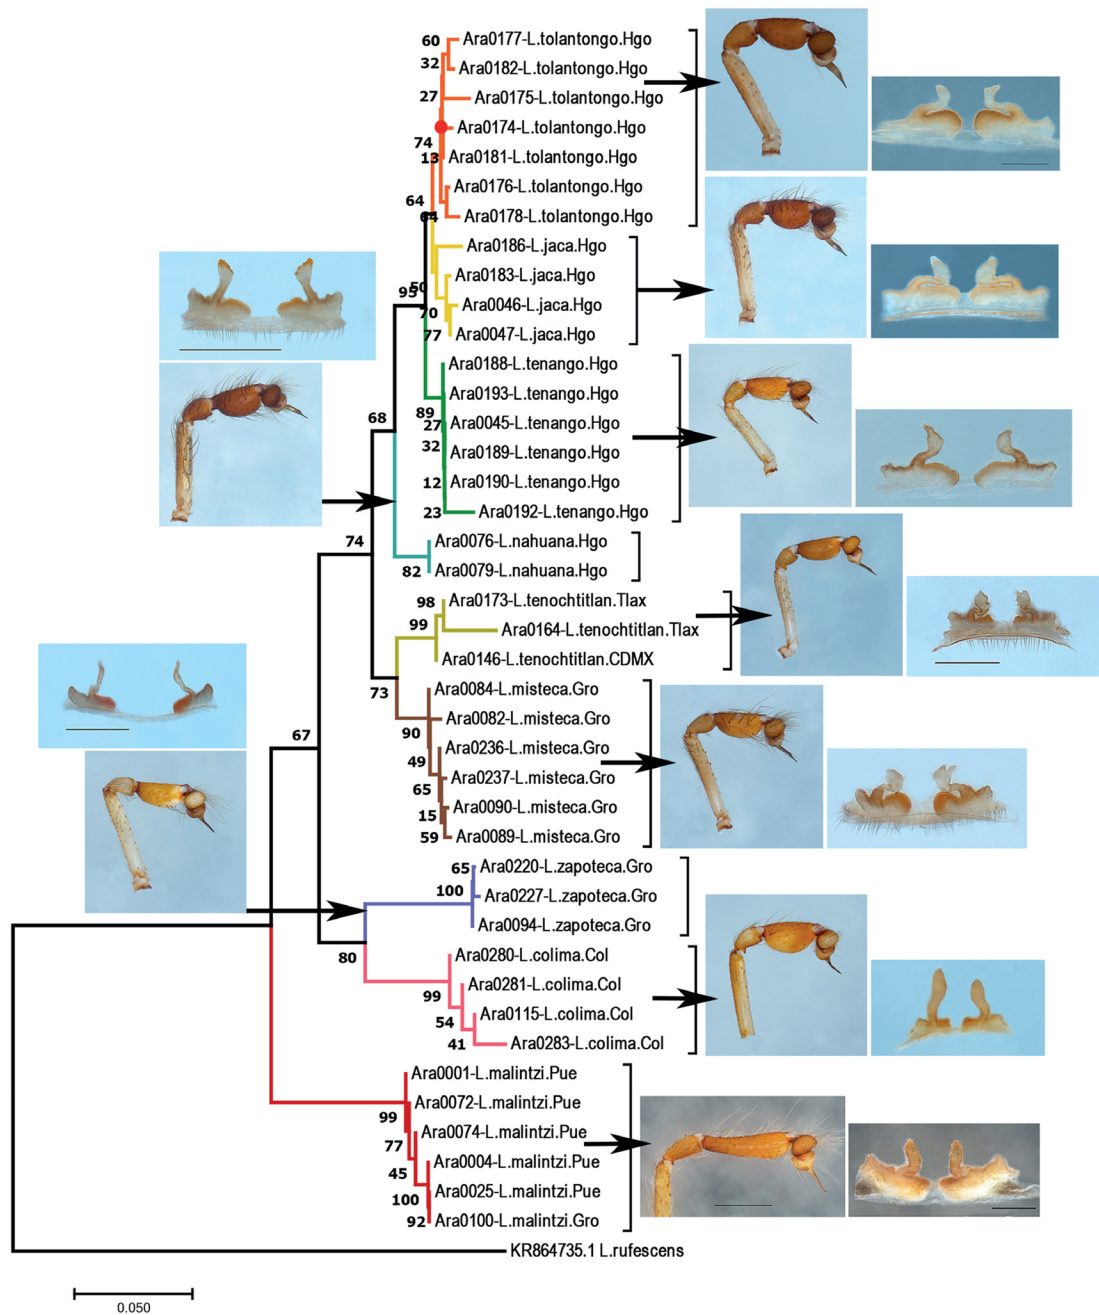 60
Ara0177-L.tolantongo.Hgo
32
Ara0182-L.tolantongo.Hgo
27
Ara0175-L.tolantongo.Hgo
Ara0174-L.tolantongo.Hgo
74
13
Ara0181-L.tolantongo.Hgo
Ara0176-L.tolantongo.Hgo
64
64
Ara0178-L.tolantongo.Hgo
Ara0186-L.jaca.Hgo
Ara0183-L.jaca.Hgo
50
95
Ara0046-L.jaca.Hgo
70
77
Ara0047-L.jaca.Hgo
Ara0188-L.tenango.Hgo
Ara0193-L.tenango.Hgo
89
68
27
Ara0045-L.tenango.Hgo
32
Ara0189-L.tenango.Hgo
12
Ara0190-L.tenango.Hgo
23
Ara0192-L.tenango.Hgo
74
Ara0076-L.nahuana.Hgo
82
Ara0079-L.nahuana.Hgo
98
Ara0173-L.tenochtitlan.Tlax
99
Ara0164-L.tenochtitlan.Tlax
Ara0146-L.tenochtitlan.CDMX
73
Ara0084-L.misteca.Gro
Ara0082-L.misteca.Gro
90
67
Ara0236-L.misteca.Gro
49
Ara0237-L.misteca.Gro
65
Ara0090-L.misteca.Gro
15
59
Ara0089-L.misteca.Gro
65
Ara0220-L.zapoteca.Gro
100
Ara0227-L.zapoteca.Gro
Ara0094-L.zapoteca.Gro
80
Ara0280-L.colima.Col
Ara0281-L.colima.Col
99
Ara0115-L.colima.Col
54
41
Ara0283-L.colima.Col
Ara0001-L.malintzi.Pue
Ara0072-L.malintzi.Pue
99
Ara0074-L.malintzi.Pue
77
Ara0004-L.malintzi.Pue
45
Ara0025-L.malintzi.Pue
100
92
Ara0100-L.malintzi.Gro
KR864735.1 L.rufescens
0.050